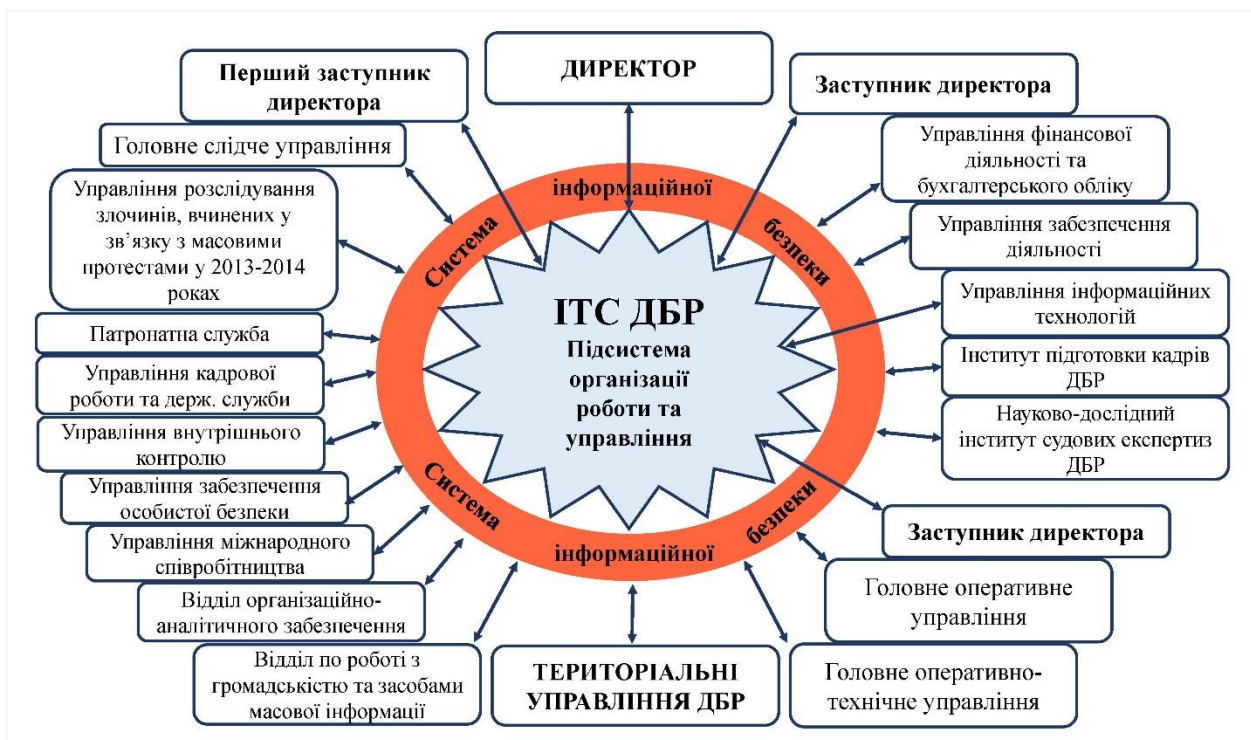 ДИРЕКТОР
Перший заступник
директора
Заступник директора
Головне слідче управління
Управління розслідування
злочинів, вчинених у
зв’язку з масовими
протестами у 2013-2014
роках
Патронатна служба
Управління кадрової
роботи та держ. служби
Управління внутрішнього
контролю
Управління забезпечення
особистої безпеки
Управління міжнародного
співробітництва
Відділ організаційно-
аналітичного забезпечення
Відділ по роботі з
громадськістю та засобами
масової інформації
Система
інформаційної
безпеки
ІТС ДБР
Підсистема
організації
роботи та
управління
Система
інформаційної
безпеки
ТЕРИТОРІАЛЬНІ
УПРАВЛІННЯ ДБР
Управління фінансової
діяльності та
бухгалтерського обліку
Управління забезпечення
діяльності
Управління інформаційних
технологій
Інститут підготовки кадрів
ДБР
Науково-дослідний
інститут судових експертиз
ДБР
Заступник директора
Головне оперативне
управління
Головне оперативно-
технічне управління